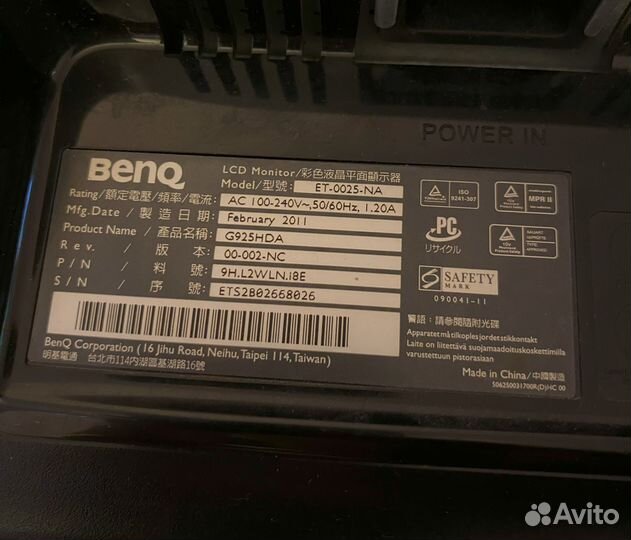 POWER IN
BenQ
LCD Monitor/彩色液晶平面顯示器
Model/型號: ET-0025-NA
Rating/額定電壓/頻率/電流: AC 100-240V~,50/60Hz, 1.20A
Mfg. Date / 製造日期: February 2011
Product Name / 產品名稱: G925HDA
Rev. 版本: 00-002-NC
P/N 料號: 9H.L2WLN.I8E
S/N 序號: ETS2B02668026
BenQ Corporation (16 Jihu Road, Neihu, Taipei 114, Taiwan)
明基電通 台北市114內湖區基湖路16號
ISO
9241-307
MPR II
PC
リサイクル
SAFETY
MARK
090041-11
警語:請參閱隨附光碟
Apparatet må tilkoples jordet stikkontakt
Laite on liitettävä suojamaadoituskoskettimilla
varustettuun pistorasiaan
Made in China/中國製造
506250031700R(D)HC 00
Avito